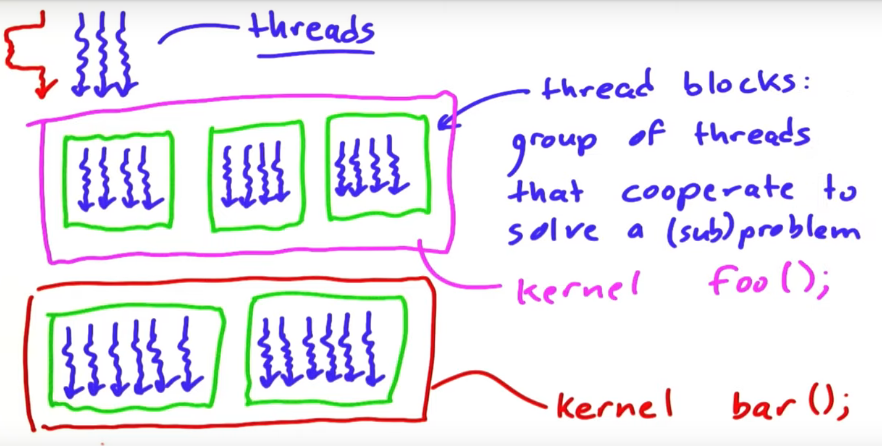 threads
thread blocks:
group of threads
that cooperate to
solve a (sub)problem
kernel foo();
kernel bar();